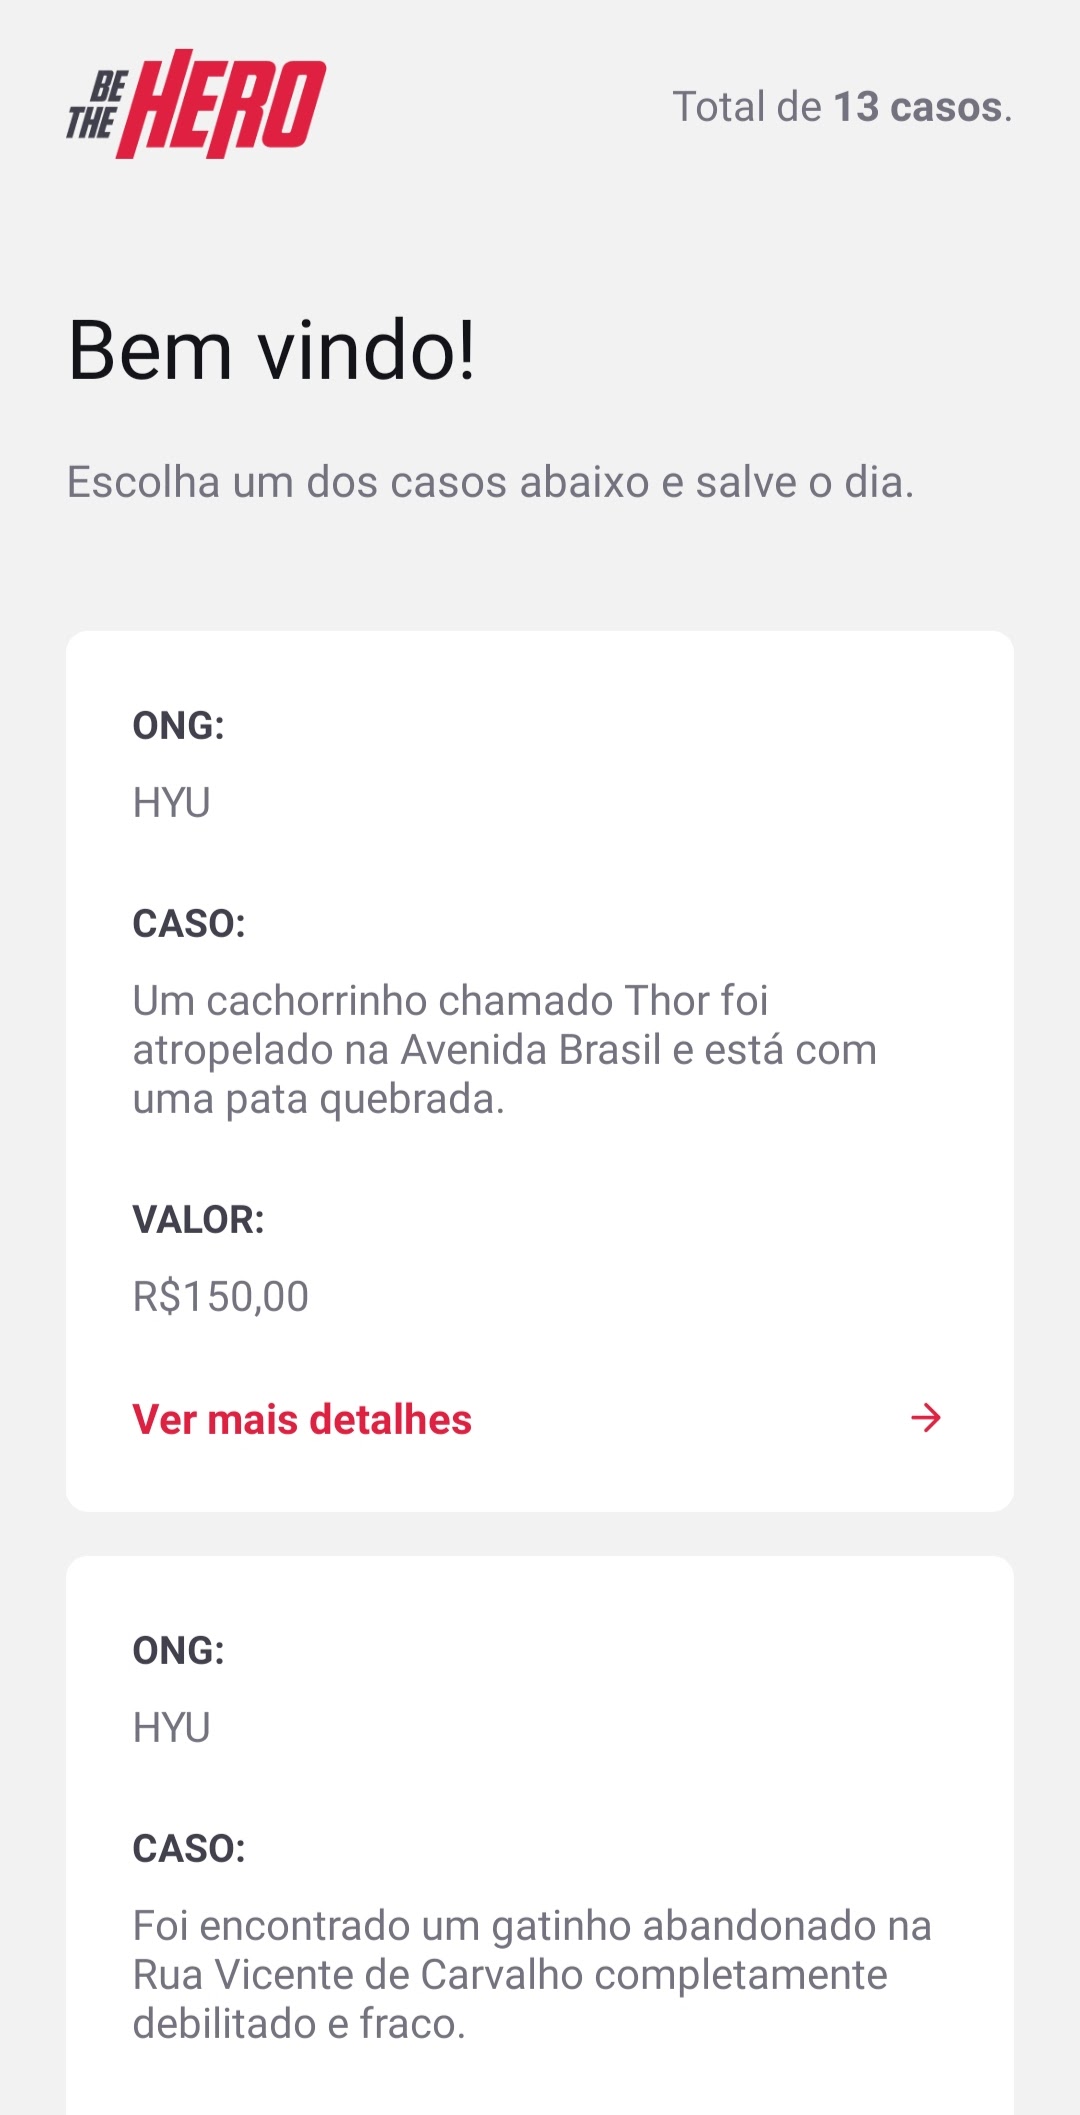 BE
THE
HERO
Total de 13 casos.
Bem vindo!
Escolha um dos casos abaixo e salve o dia.
ONG:
HYU
CASO:
Um cachorrinho chamado Thor foi
atropelado na Avenida Brasil e está com
uma pata quebrada.
VALOR:
R$150,00
Ver mais detalhes
ONG:
HYU
CASO:
Foi encontrado um gatinho abandonado na
Rua Vicente de Carvalho completamente
debilitado e fraco.